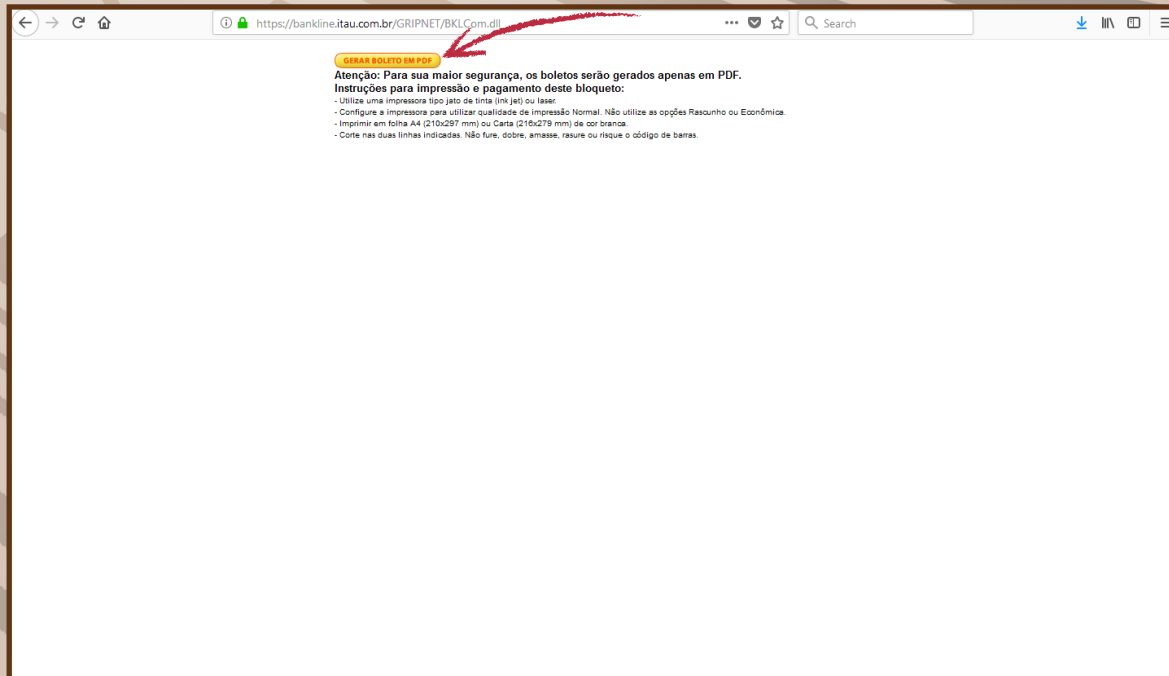 https://bankline.itau.com.br/GRIPNET/BKLCom.dll
Search
GERAR BOLETO EM PDF
Atenção: Para sua maior segurança, os boletos serão gerados apenas em PDF.
Instruções para impressão e pagamento deste bloqueto:
- Utilize uma impressora tipo jato de tinta (ink jet) ou laser.
- Configure a impressora para utilizar qualidade de impressão Normal. Não utilize as opções Rascunho ou Econômica.
- Imprimir em folha A4 (210x297 mm) ou Carta (216x279 mm) de cor branca.
- Corte nas duas linhas indicadas. Não fure, dobre, amasse, rasure ou risque o código de barras.